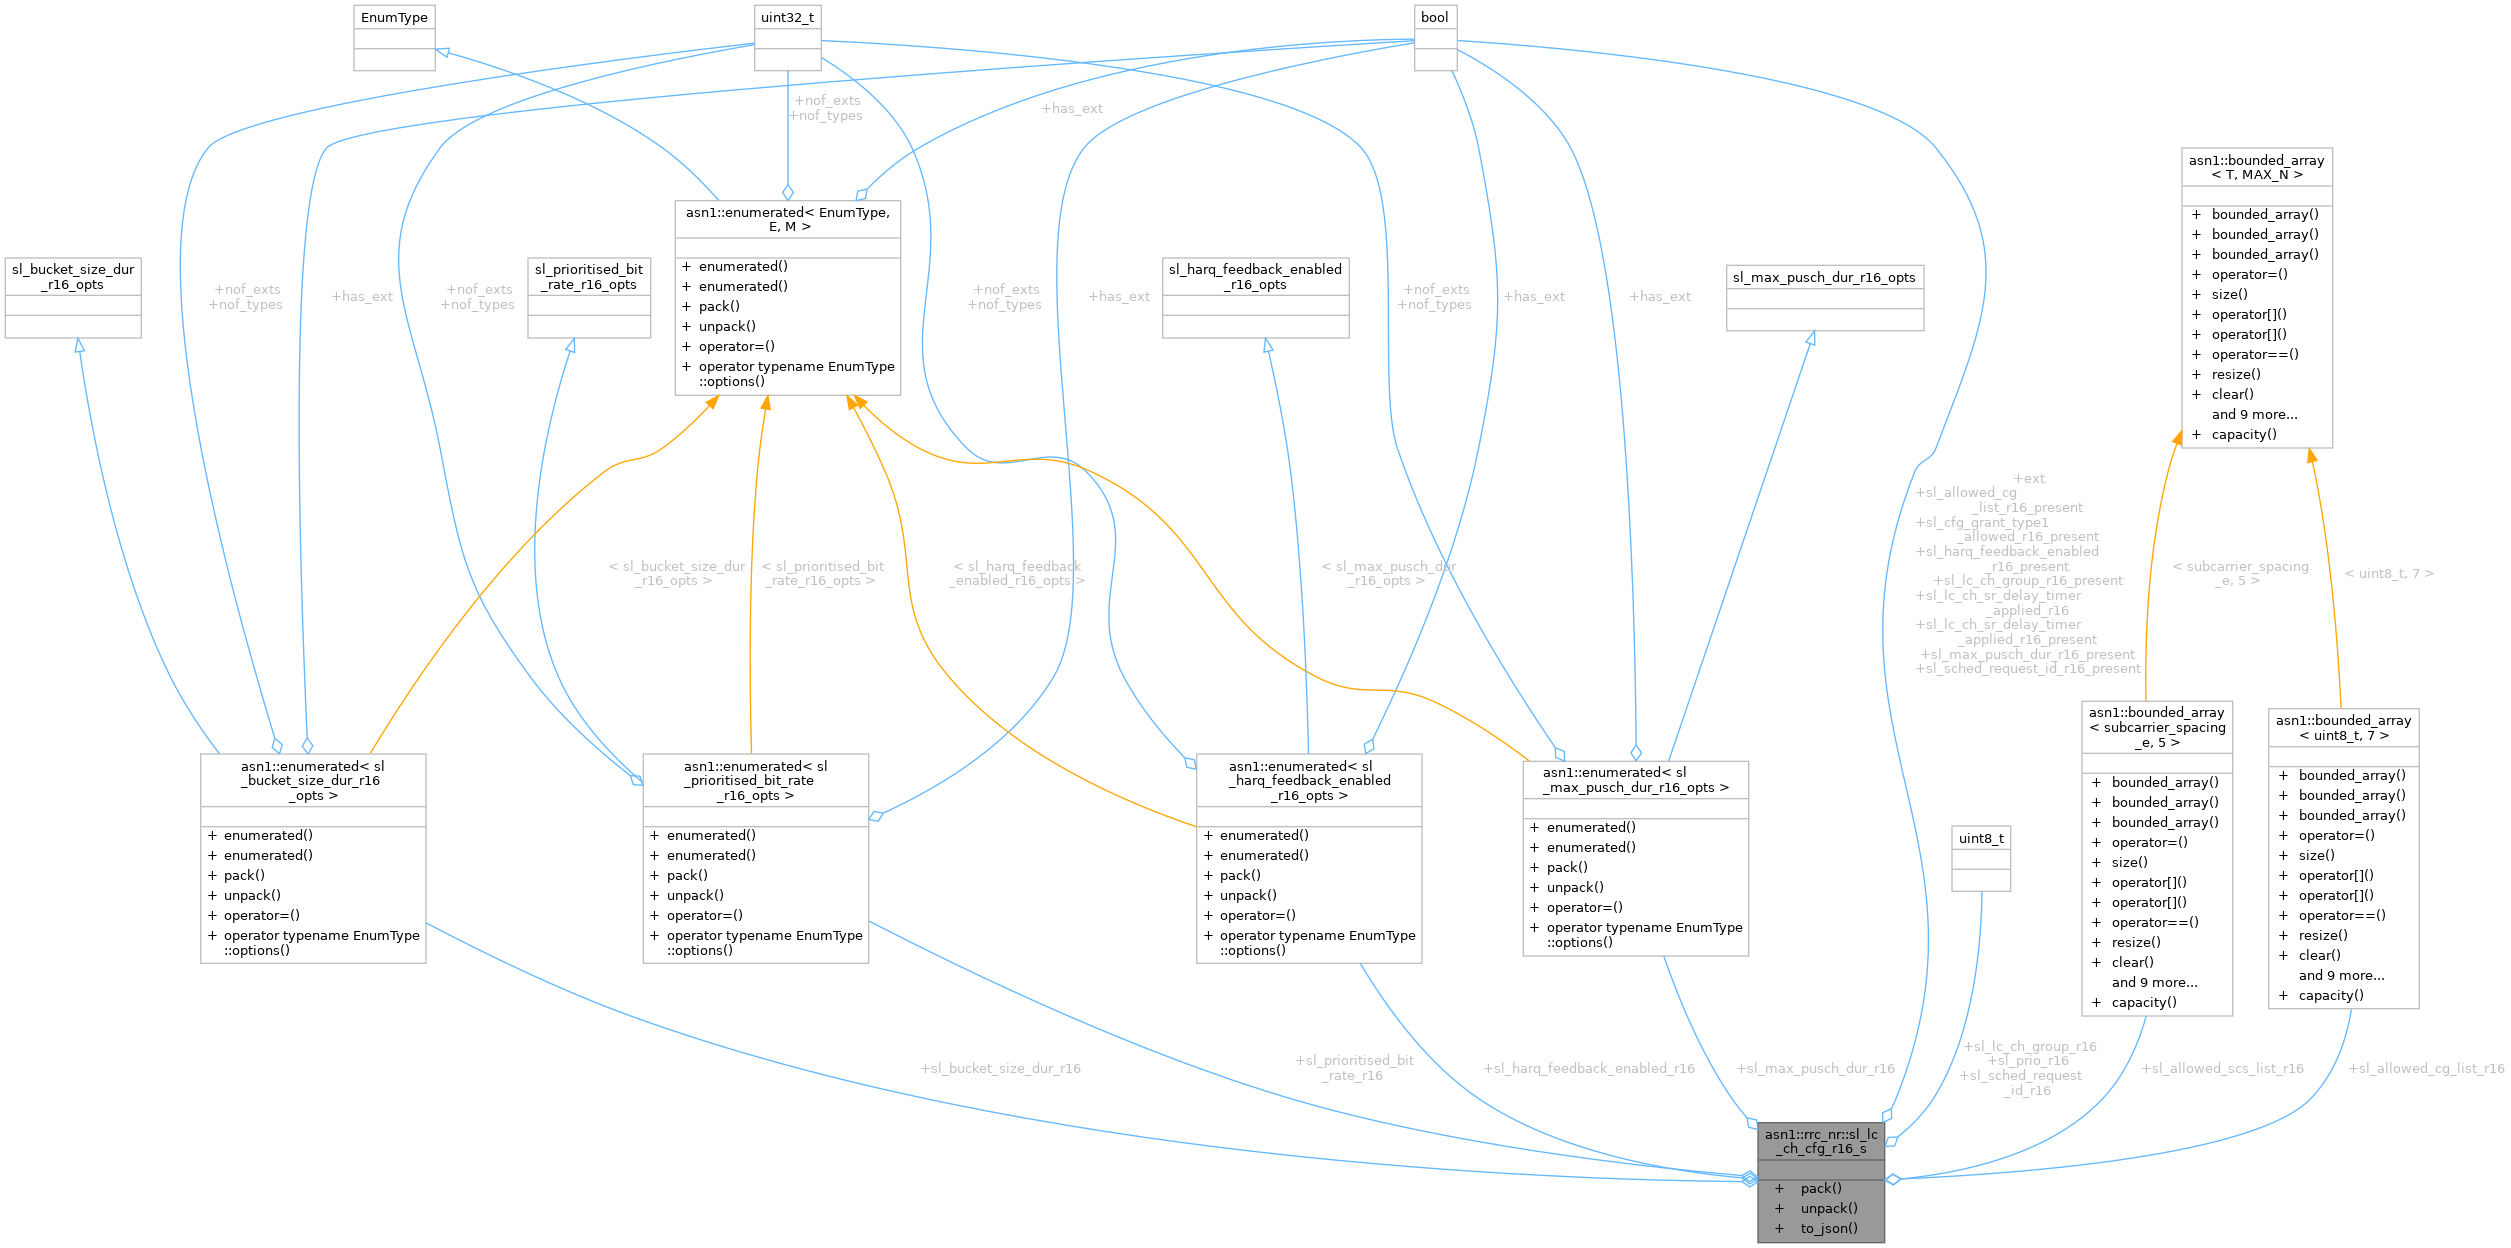 EnumType
uint32_t
bool
+nof_exts
+nof_types
+has_ext
asn1::bounded_array
< T, MAX_N >
+ bounded_array()
+ bounded_array()
+ bounded_array()
+ operator=()
+ size()
+ operator[]()
+ operator[]()
+ operator==()
+ resize()
+ clear()
and 9 more...
+ capacity()
asn1::enumerated< EnumType,
E, M >
+ enumerated()
+ enumerated()
+ pack()
+ unpack()
+ operator=()
+ operator typename EnumType
::options()
sl_bucket_size_dur
_r16_opts
+nof_exts
+nof_types
+has_ext
+nof_exts
+nof_types
sl_prioritised_bit
_rate_r16_opts
+nof_exts
+nof_types
+has_ext
sl_harq_feedback_enabled
_r16_opts
+nof_exts
+nof_types
+has_ext
+has_ext
sl_max_pusch_dur_r16_opts
+ext
+sl_allowed_cg
_list_r16_present
+sl_cfg_grant_type1
_allowed_r16_present
+sl_harq_feedback_enabled
_r16_present
+sl_lc_ch_group_r16_present
+sl_lc_ch_sr_delay_timer
_applied_r16
+sl_lc_ch_sr_delay_timer
_applied_r16_present
+sl_max_pusch_dur_r16_present
+sl_sched_request_id_r16_present
< sl_bucket_size_dur
_r16_opts >
< sl_prioritised_bit
_rate_r16_opts >
< sl_harq_feedback
_enabled_r16_opts >
< sl_max_pusch_dur
_r16_opts >
< subcarrier_spacing
_e, 5 >
< uint8_t, 7 >
asn1::enumerated< sl
_bucket_size_dur_r16
_opts >
+ enumerated()
+ enumerated()
+ pack()
+ unpack()
+ operator=()
+ operator typename EnumType
::options()
asn1::enumerated< sl
_prioritised_bit_rate
_r16_opts >
+ enumerated()
+ enumerated()
+ pack()
+ unpack()
+ operator=()
+ operator typename EnumType
::options()
asn1::enumerated< sl
_harq_feedback_enabled
_r16_opts >
+ enumerated()
+ enumerated()
+ pack()
+ unpack()
+ operator=()
+ operator typename EnumType
::options()
asn1::enumerated< sl
_max_pusch_dur_r16_opts >
+ enumerated()
+ enumerated()
+ pack()
+ unpack()
+ operator=()
+ operator typename EnumType
::options()
uint8_t
asn1::bounded_array
< subcarrier_spacing
_e, 5 >
+ bounded_array()
+ bounded_array()
+ bounded_array()
+ operator=()
+ size()
+ operator[]()
+ operator[]()
+ operator==()
+ resize()
+ clear()
and 9 more...
+ capacity()
asn1::bounded_array
< uint8_t, 7 >
+ bounded_array()
+ bounded_array()
+ bounded_array()
+ operator=()
+ size()
+ operator[]()
+ operator[]()
+ operator==()
+ resize()
+ clear()
and 9 more...
+ capacity()
+sl_bucket_size_dur_r16
+sl_prioritised_bit
_rate_r16
+sl_harq_feedback_enabled_r16
+sl_max_pusch_dur_r16
+sl_lc_ch_group_r16
+sl_prio_r16
+sl_sched_request
_id_r16
+sl_allowed_scs_list_r16
+sl_allowed_cg_list_r16
asn1::rrc_nr::sl_lc
_ch_cfg_r16_s
+ pack()
+ unpack()
+ to_json()